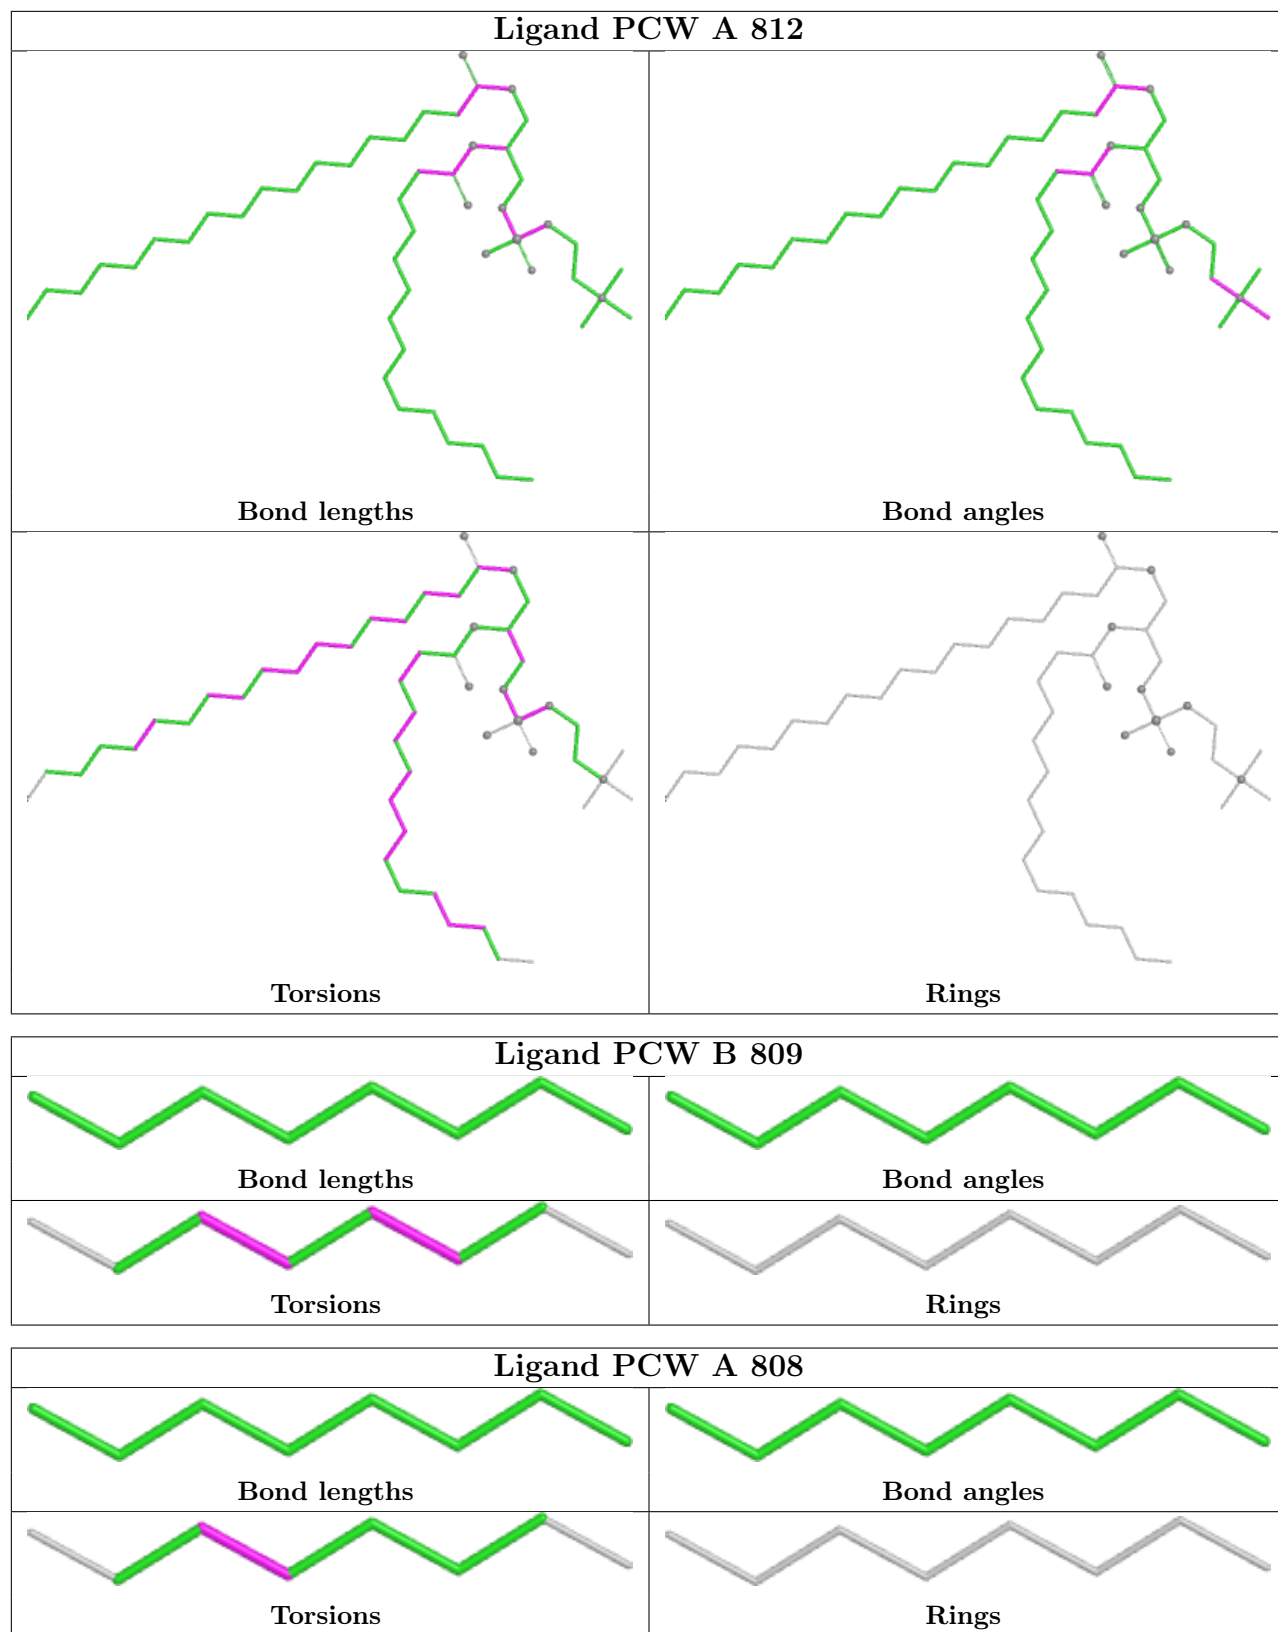 Ligand PCW A 812
Bond lengths
Bond angles
Torsions
Rings
Ligand PCW B 809
Bond lengths
Bond angles
Torsions
Rings
Ligand PCW A 808
Bond lengths
Bond angles
Torsions
Rings